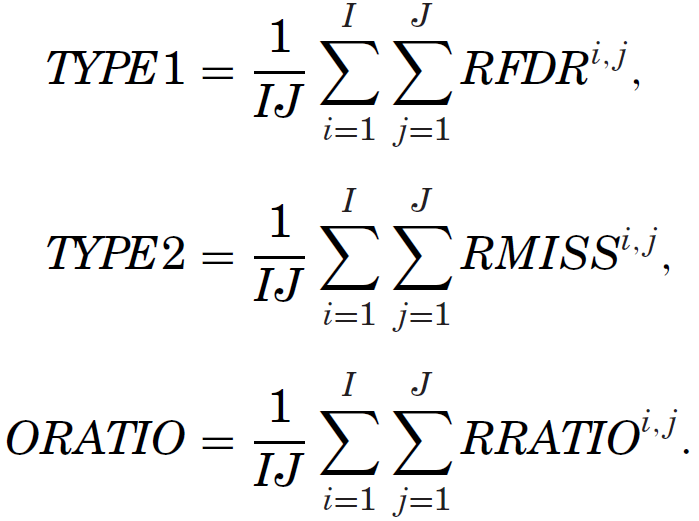 TYPE1 = \frac{1}{IJ} \sum_{i=1}^{I} \sum_{j=1}^{J} RFDR^{i,j},
TYPE2 = \frac{1}{IJ} \sum_{i=1}^{I} \sum_{j=1}^{J} RMISS^{i,j},
ORATIO = \frac{1}{IJ} \sum_{i=1}^{I} \sum_{j=1}^{J} RRATIO^{i,j}.